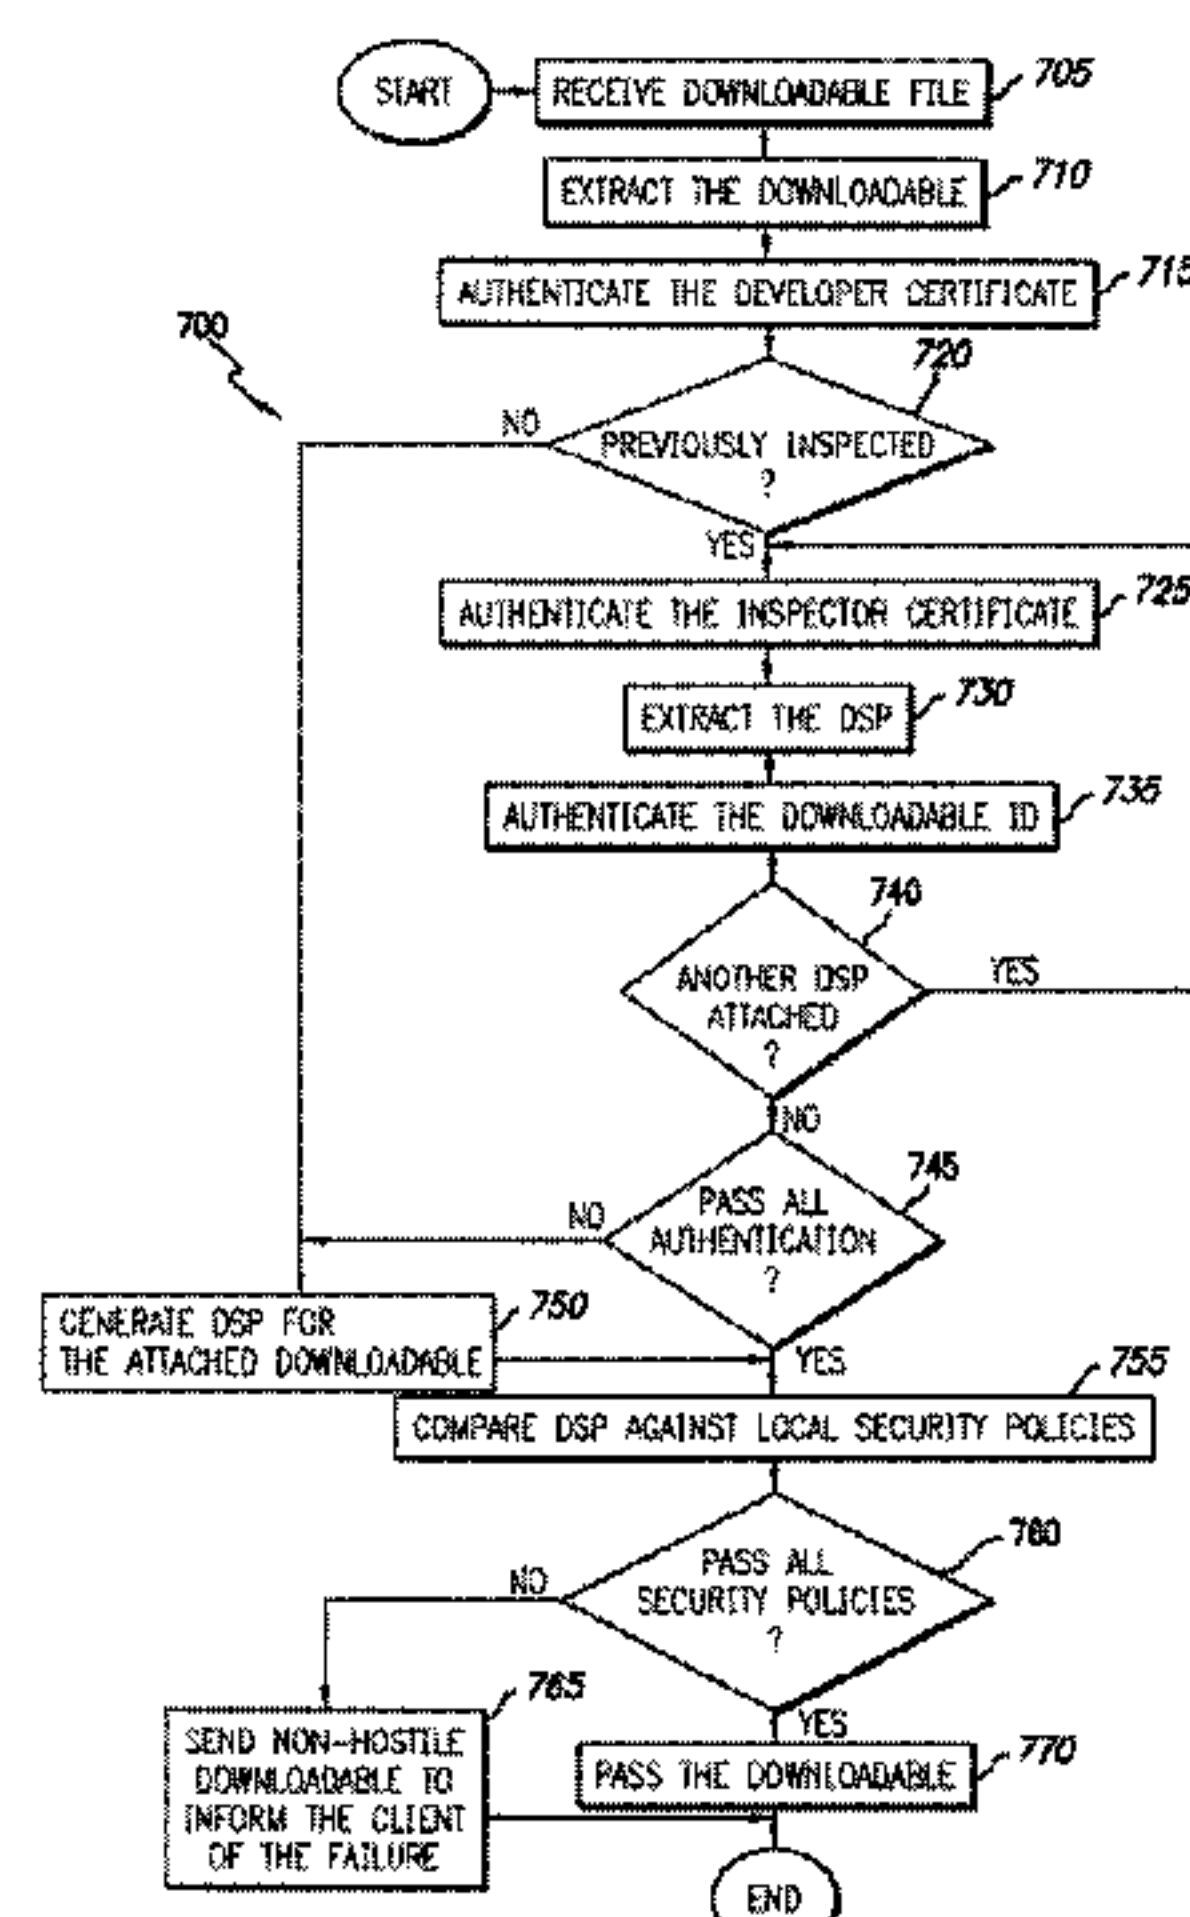 START
RECEIVE DOWNLOADABLE FILE
705
EXTRACT THE DOWNLOADABLE
710
AUTHENTICATE THE DEVELOPER CERTIFICATE
715
700
720
NO
PREVIOUSLY INSPECTED
?
YES
AUTHENTICATE THE INSPECTOR CERTIFICATE
725
EXTRACT THE DSP
730
AUTHENTICATE THE DOWNLOADABLE ID
735
740
ANOTHER DSP
ATTACHED
?
YES
NO
745
NO
PASS ALL
AUTHENTICATION
?
YES
GENERATE DSP FOR
THE ATTACHED DOWNLOADABLE
750
755
COMPARE DSP AGAINST LOCAL SECURITY POLICIES
760
NO
PASS ALL
SECURITY POLICIES
?
YES
765
SEND NON-HOSTILE
DOWNLOADABLE TO
INFORM THE CLIENT
OF THE FAILURE
PASS THE DOWNLOADABLE
770
END